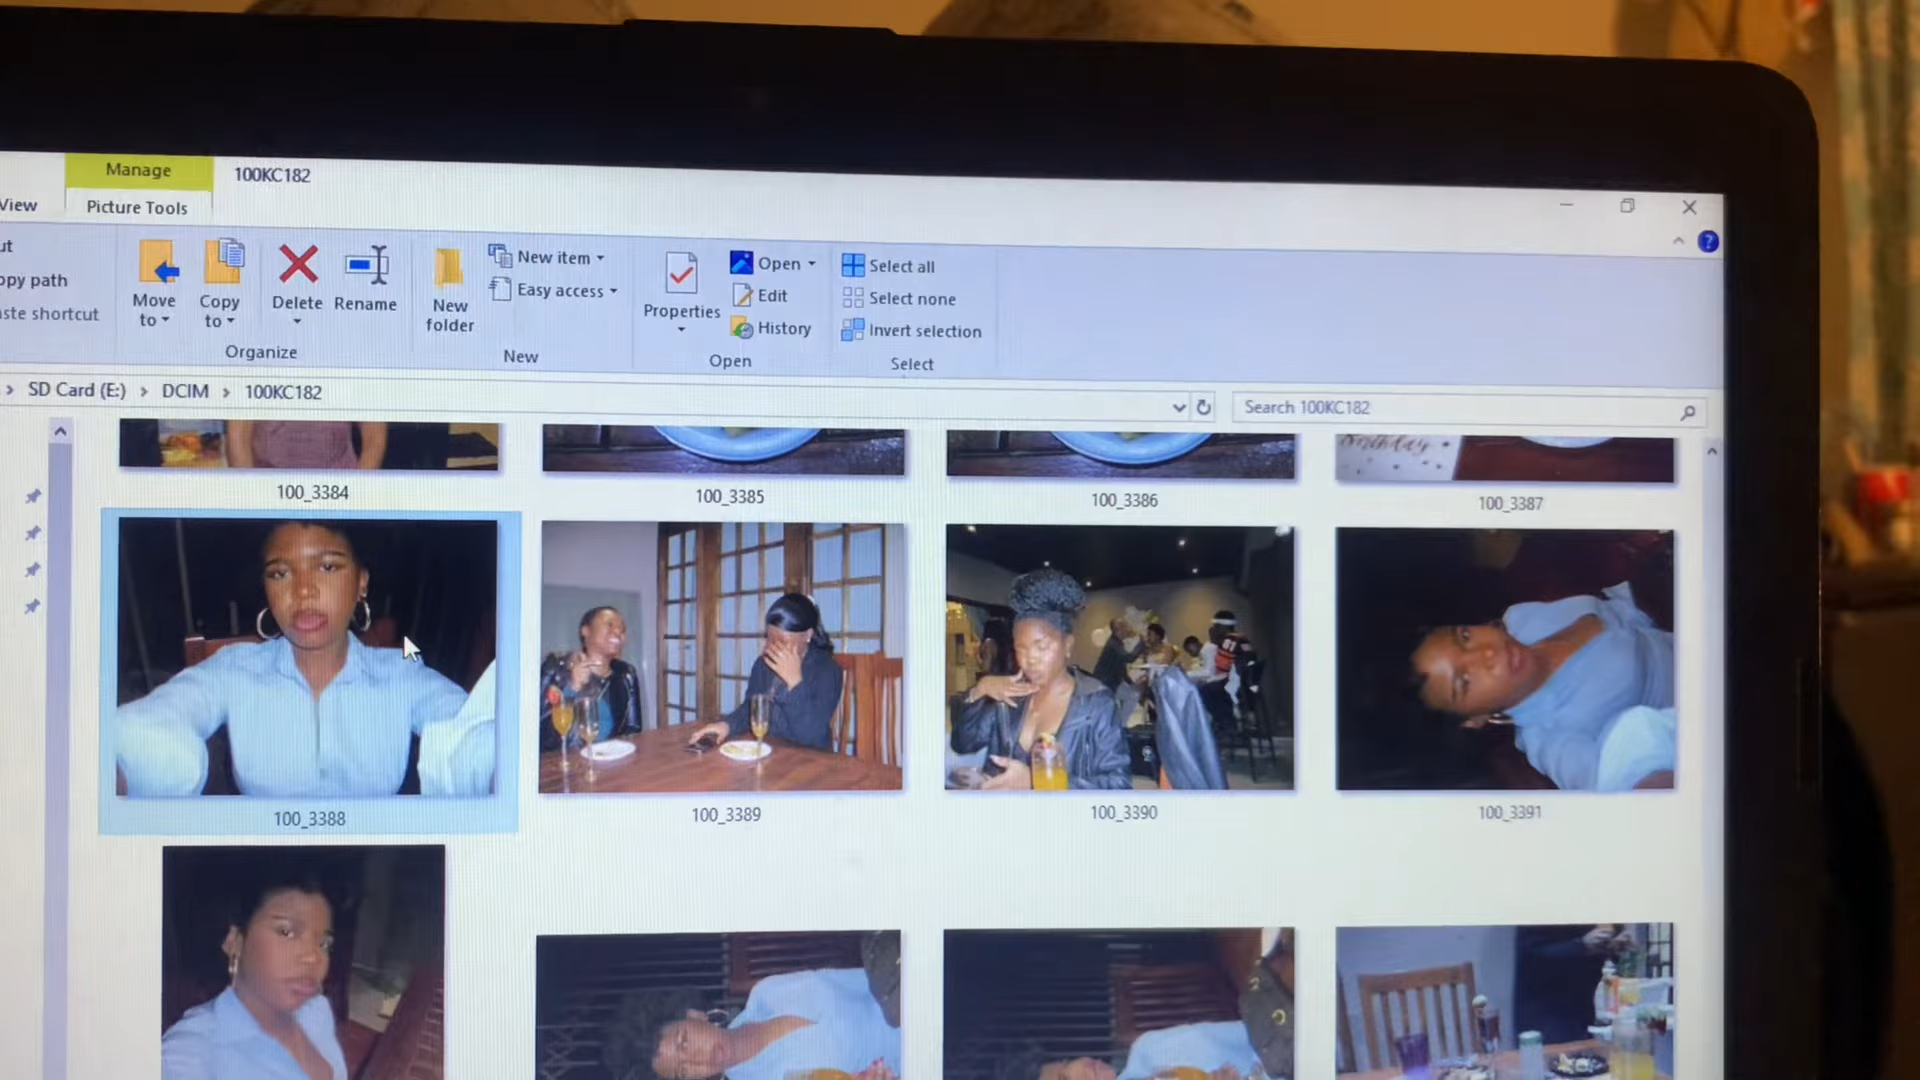 Manage
100KC182
View
Picture Tools
ut
opy path
ste shortcut
Move to
Copy to
Delete
Rename
Organize
New folder
New item
Easy access
New
Properties
Open
Edit
History
Open
Select all
Select none
Invert selection
Select
SD Card (E:)
DCIM
100KC182
Search 100KC182
100_3384
100_3385
100_3386
100_3387
100_3388
100_3389
100_3390
100_3391